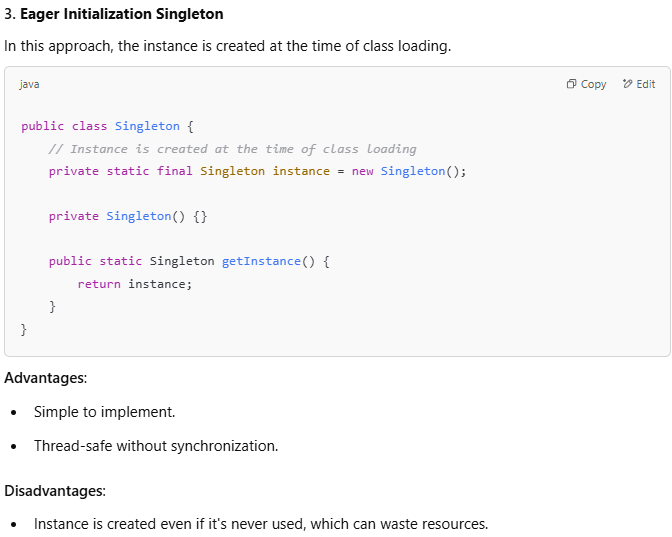 3. Eager Initialization Singleton
In this approach, the instance is created at the time of class loading.
java
Copy
Edit
public class Singleton {
    // Instance is created at the time of class loading
    private static final Singleton instance = new Singleton();

    private Singleton() {}

    public static Singleton getInstance() {
        return instance;
    }
}
Advantages:
• Simple to implement.
• Thread-safe without synchronization.
Disadvantages:
• Instance is created even if it's never used, which can waste resources.